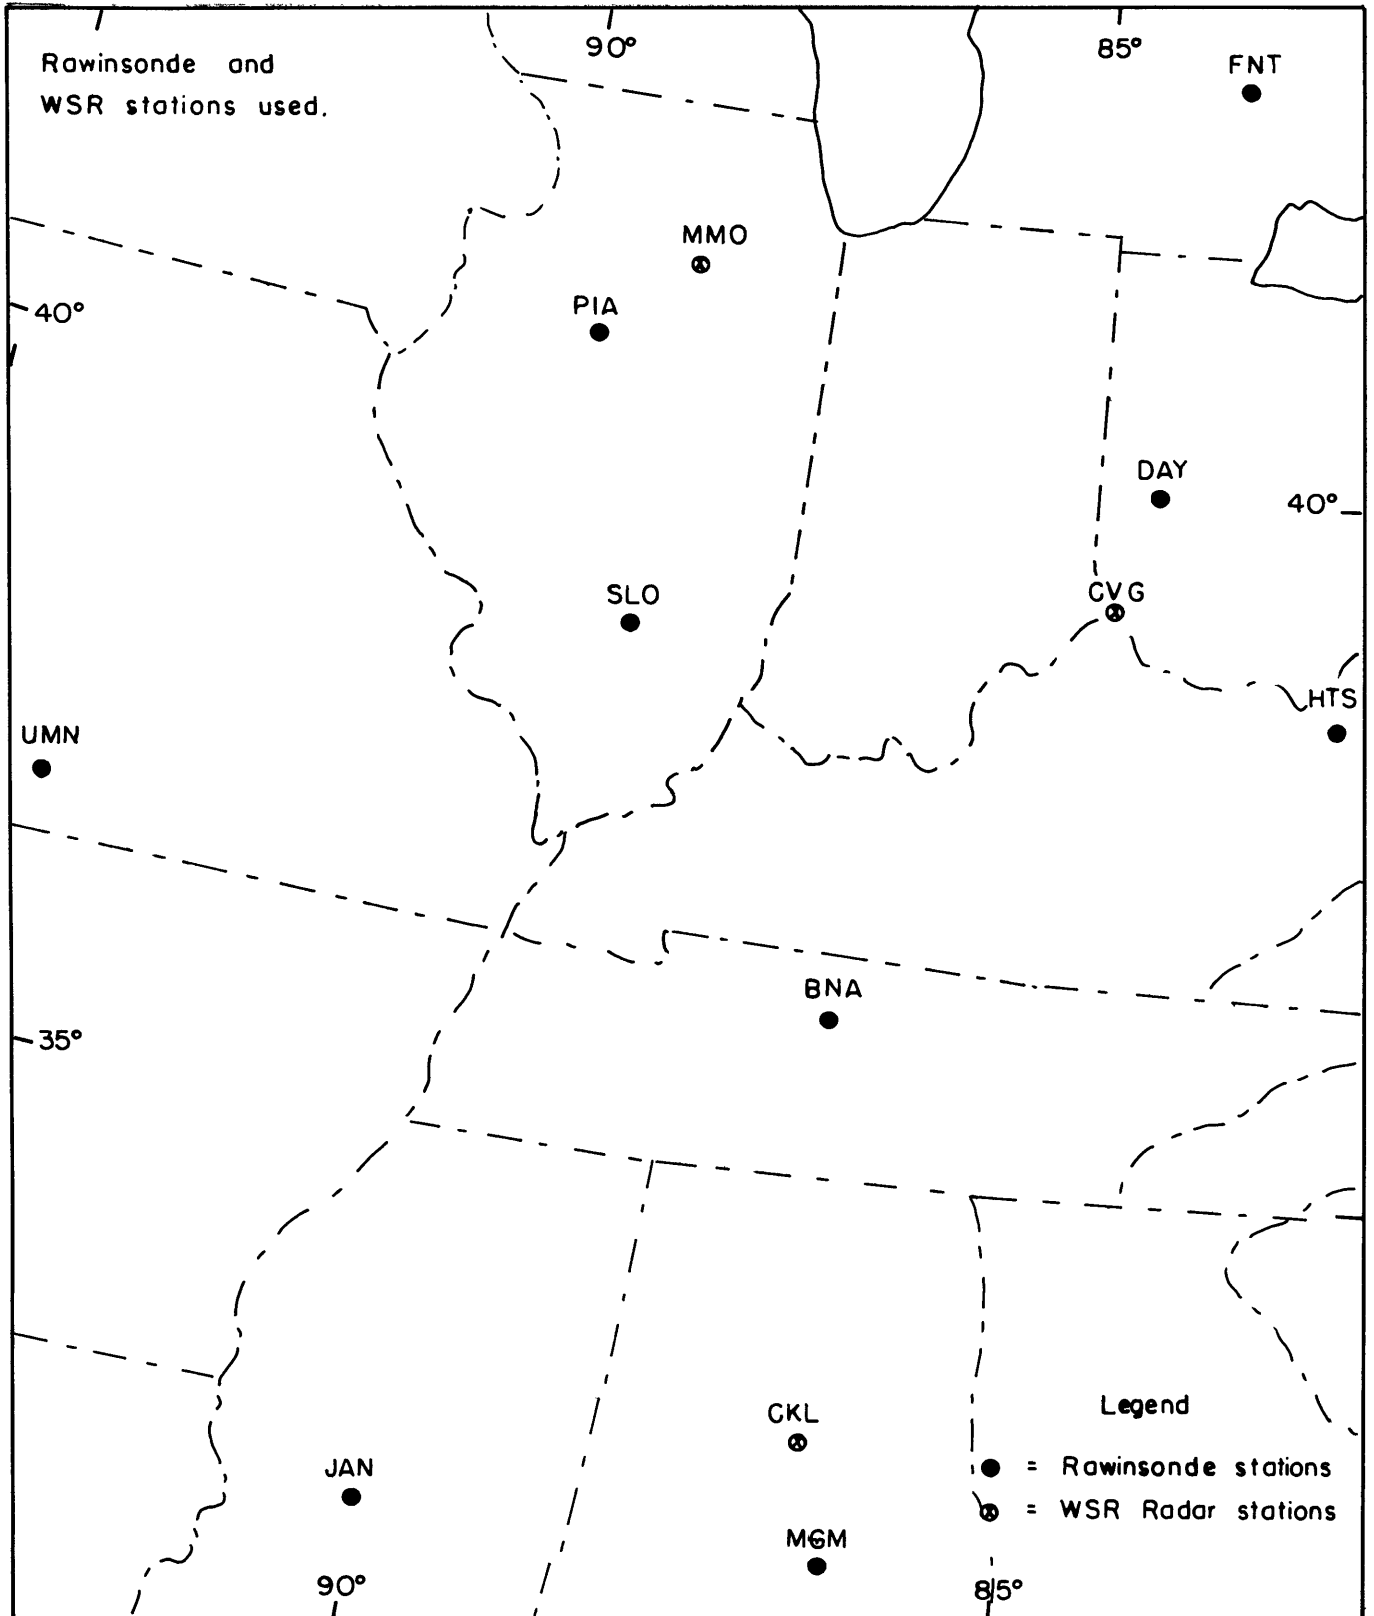 Rawinsonde and
WSR stations used.
90°
85°
FNT
MMO
PIA
40°
DAY
40°
SLO
CVG
HTS
UMN
BNA
35°
CKL
Legend
JAN
● = Rawinsonde stations
⊗ = WSR Radar stations
MGM
90°
85°